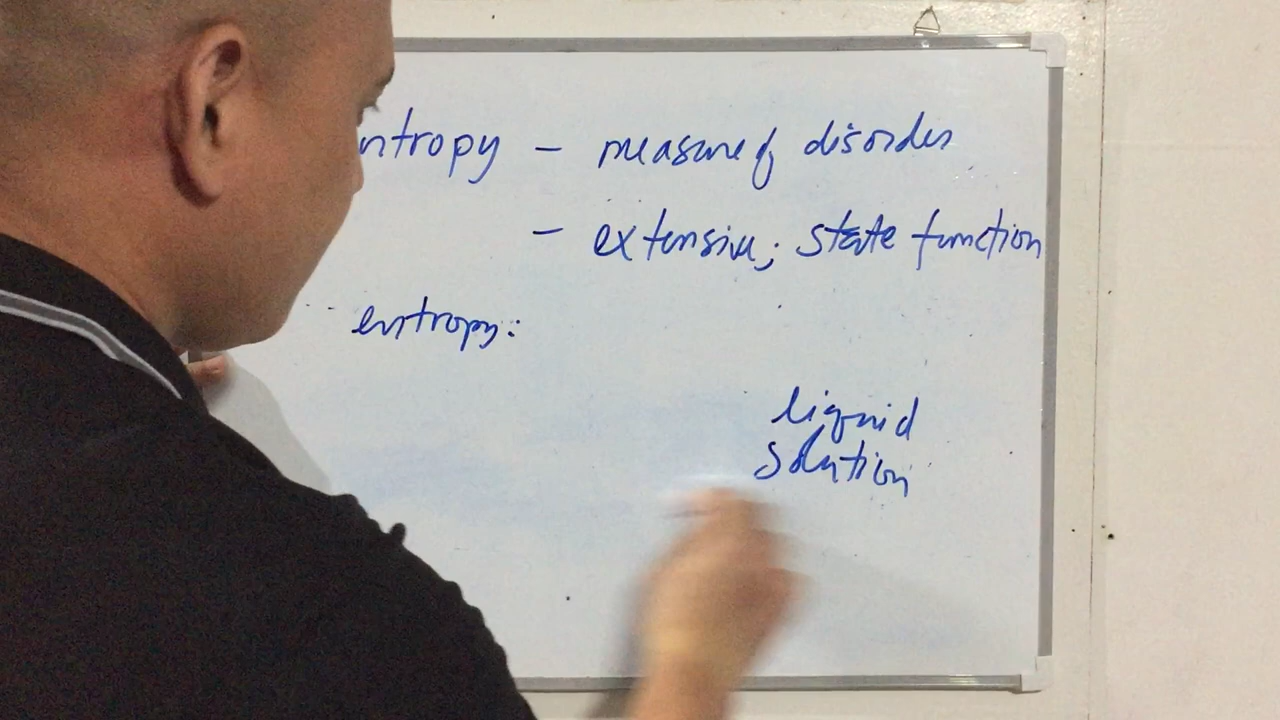 ntropy - measure of disorder
- extensive; state function
entropy:
liquid
solution